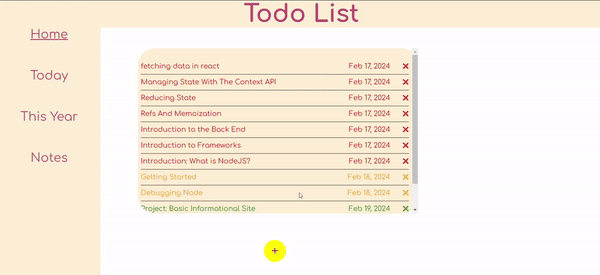 Todo List
Home
Today
This Year
Notes
fetching data in react Feb 17, 2024 ×
Managing State With The Context API Feb 17, 2024 ×
Reducing State Feb 17, 2024 ×
Refs And Memoization Feb 17, 2024 ×
Introduction to the Back End Feb 17, 2024 ×
Introduction to Frameworks Feb 17, 2024 ×
Introduction: What is NodeJS? Feb 17, 2024 ×
Getting Started Feb 18, 2024 ×
Debugging Node Feb 18, 2024 ×
Project: Basic Informational Site Feb 19, 2024 ×
+